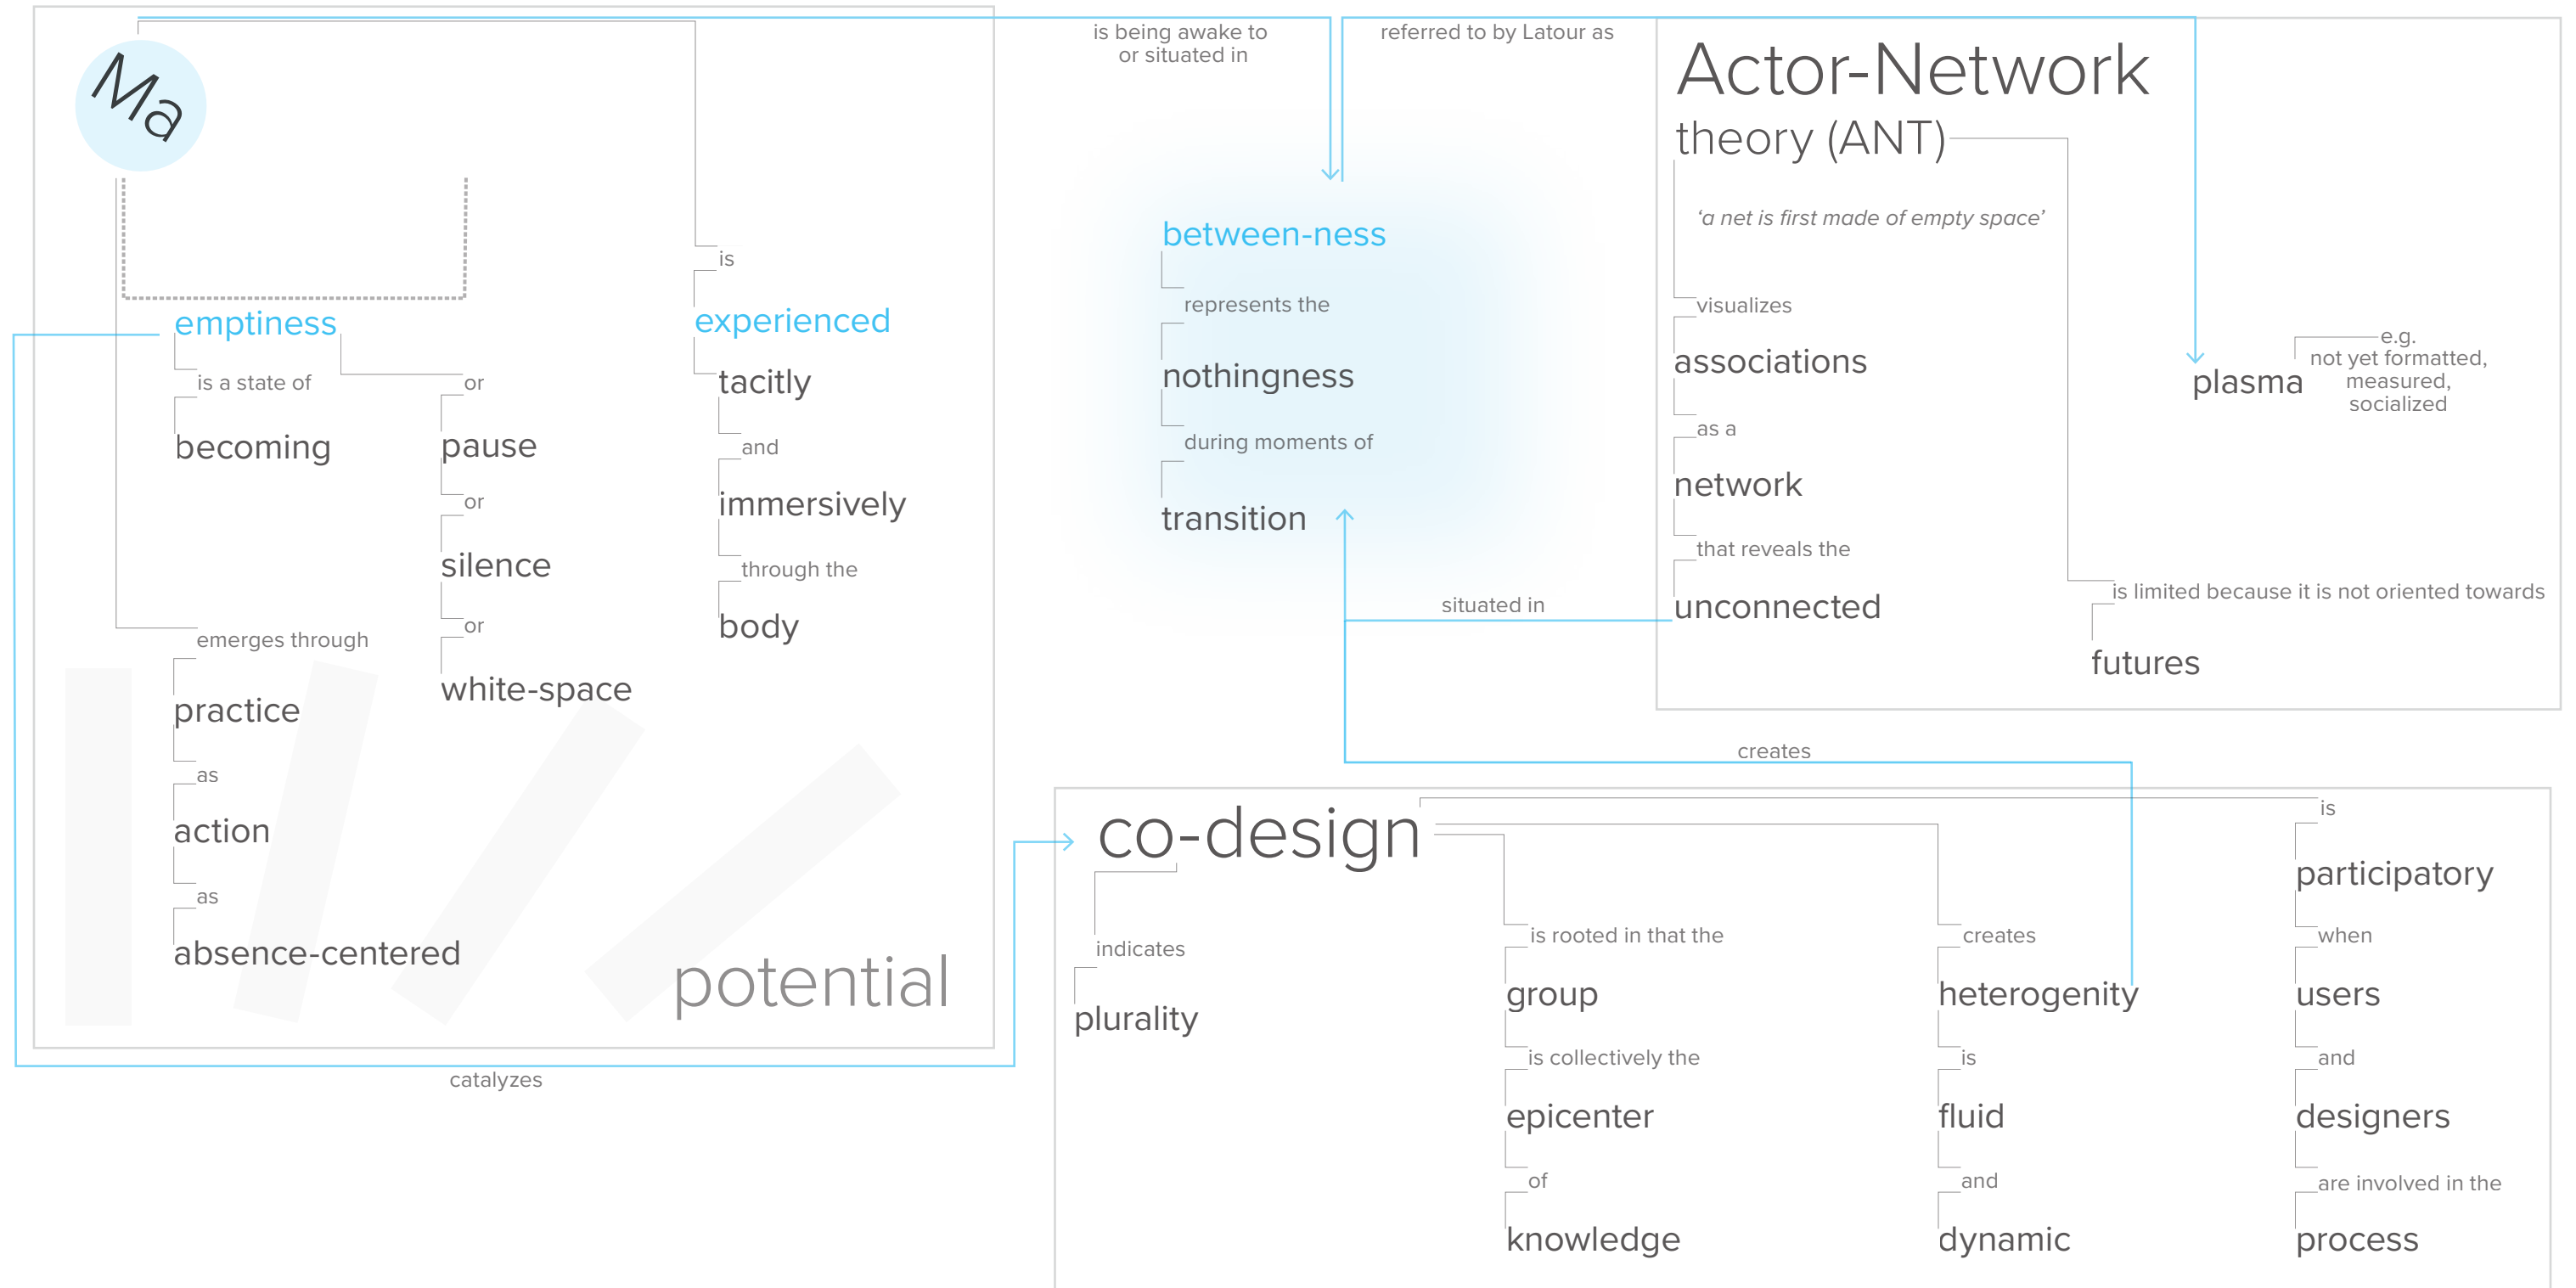 Ma
emptiness
is a state of
becoming
or
pause
or
silence
or
white-space
is
experienced
tacitly
and
immersively
through the
body
emerges through
practice
as
action
as
absence-centered
potential
catalyzes
is being awake to
or situated in
referred to by Latour as
between-ness
represents the
nothingness
during moments of
transition
situated in
creates
Actor-Network
theory (ANT)
‘a net is first made of empty space’
visualizes
associations
as a
network
that reveals the
unconnected
plasma
e.g.
not yet formatted,
measured,
socialized
is limited because it is not oriented towards
futures
co-design
indicates
plurality
is rooted in that the
group
is collectively the
epicenter
of
knowledge
creates
heterogenity
is
fluid
and
dynamic
is
participatory
when
users
and
designers
are involved in the
process